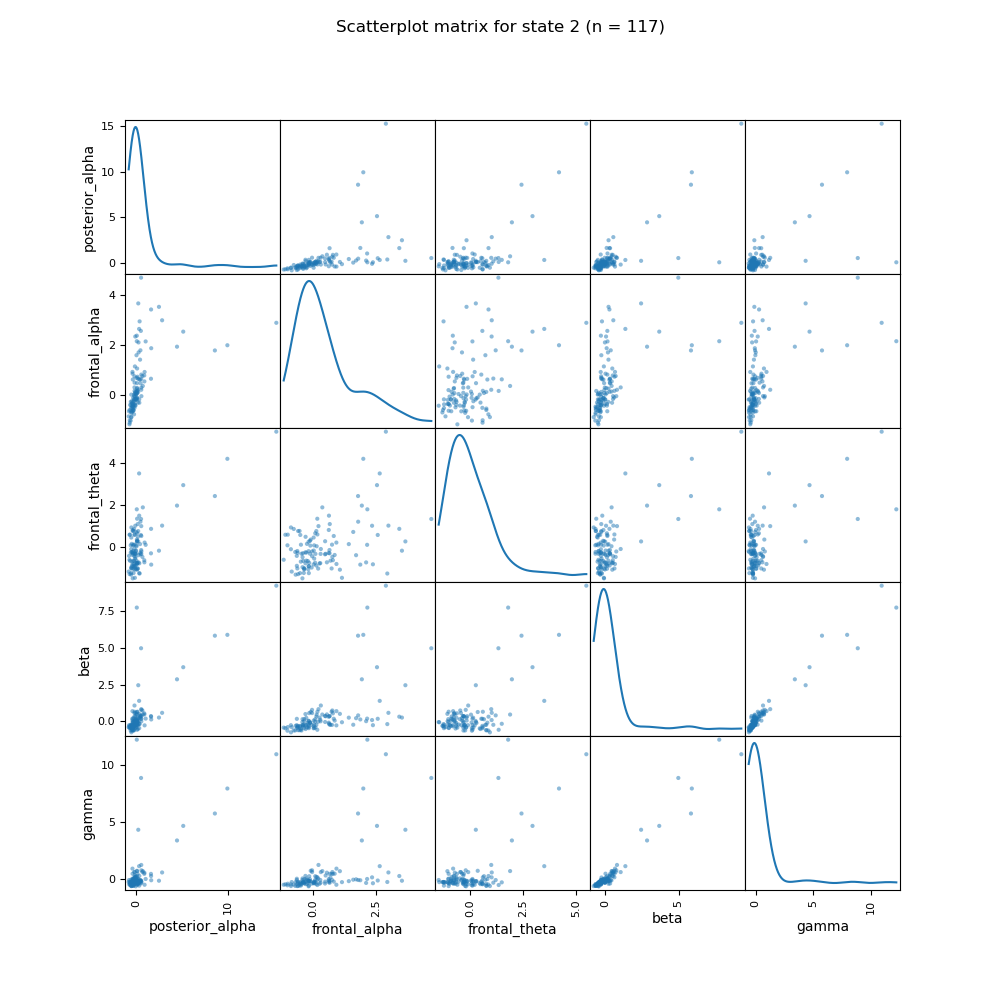 Scatterplot matrix for state 2 (n = 117)
posterior_alpha
15
10
5
0
frontal_alpha
4
2
0
frontal_theta
4
2
0
beta
7.5
5.0
2.5
0.0
gamma
10
5
0
0 10
0.0 2.5
0.0 2.5 5.0
0 5
0 5 10
posterior_alpha frontal_alpha frontal_theta beta gamma